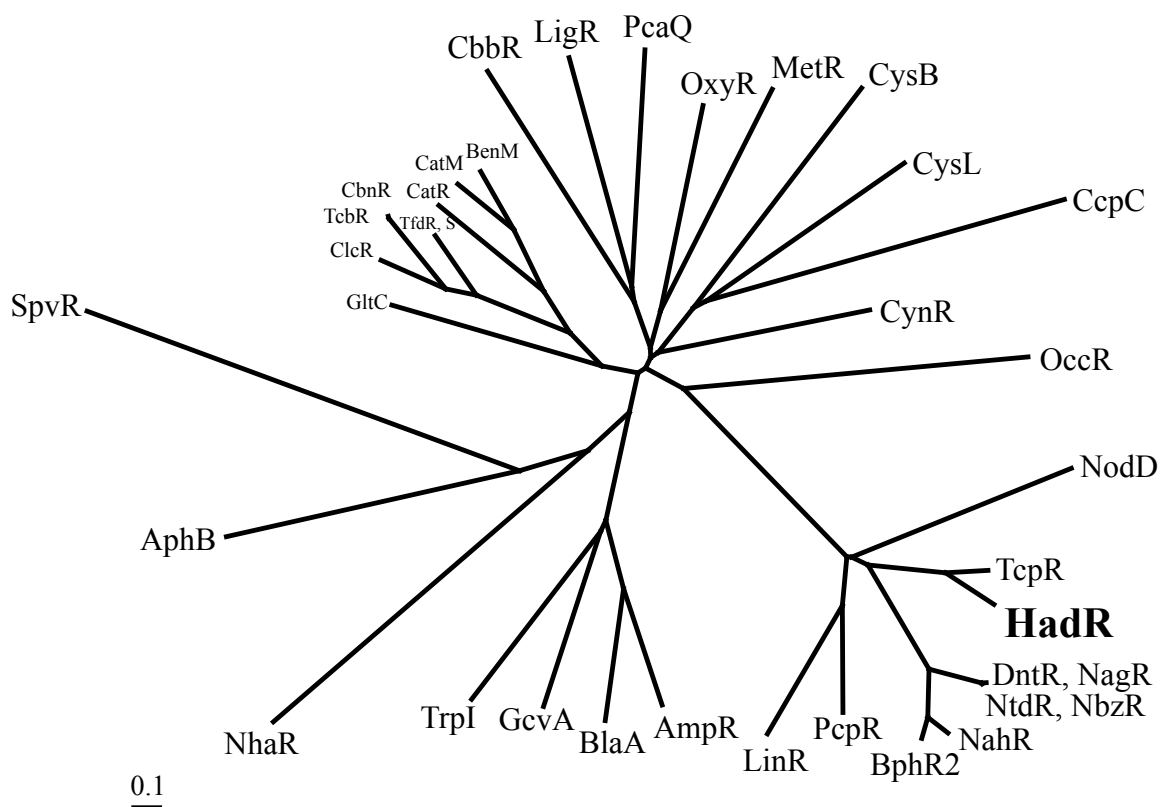 PcaQ
LigR
CbbR
MetR
CysB
OxyR
BenM
CatM
CysL
CbnR
CatR
CcpC
TcbR
TfdR, S
ClcR
GltC
SpvR
CynR
OccR
NodD
AphB
TcpR
HadR
DntR, NagR
NtdR, NbzR
TrpI
GcvA
AmpR
PcpR
NhaR
BlaA
NahR
LinR
BphR2
0.1